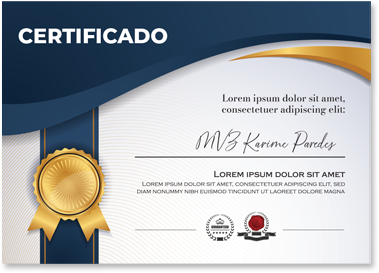 CERTIFICADO
Lorem ipsum dolor sit amet,
consectetuer adipiscing elit:
MVZ Karime Paredes
LOREM IPSUM DOLOR SIT AMET
LOREM IPSUM DOLOR SIT AMET, CONSECTETUER ADIPISCING ELIT, SED
DIAM NONUMMY NIBH EUISMOD TINCIDUNT UT LAOREET DOLORE
GUARANTEED